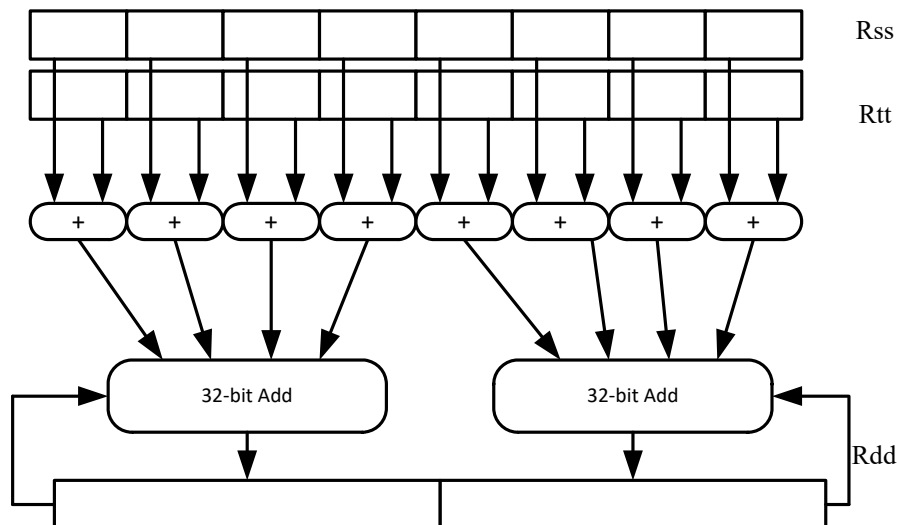 Rss
Rtt
+ + + + + + + +
32-bit Add 32-bit Add
Rdd